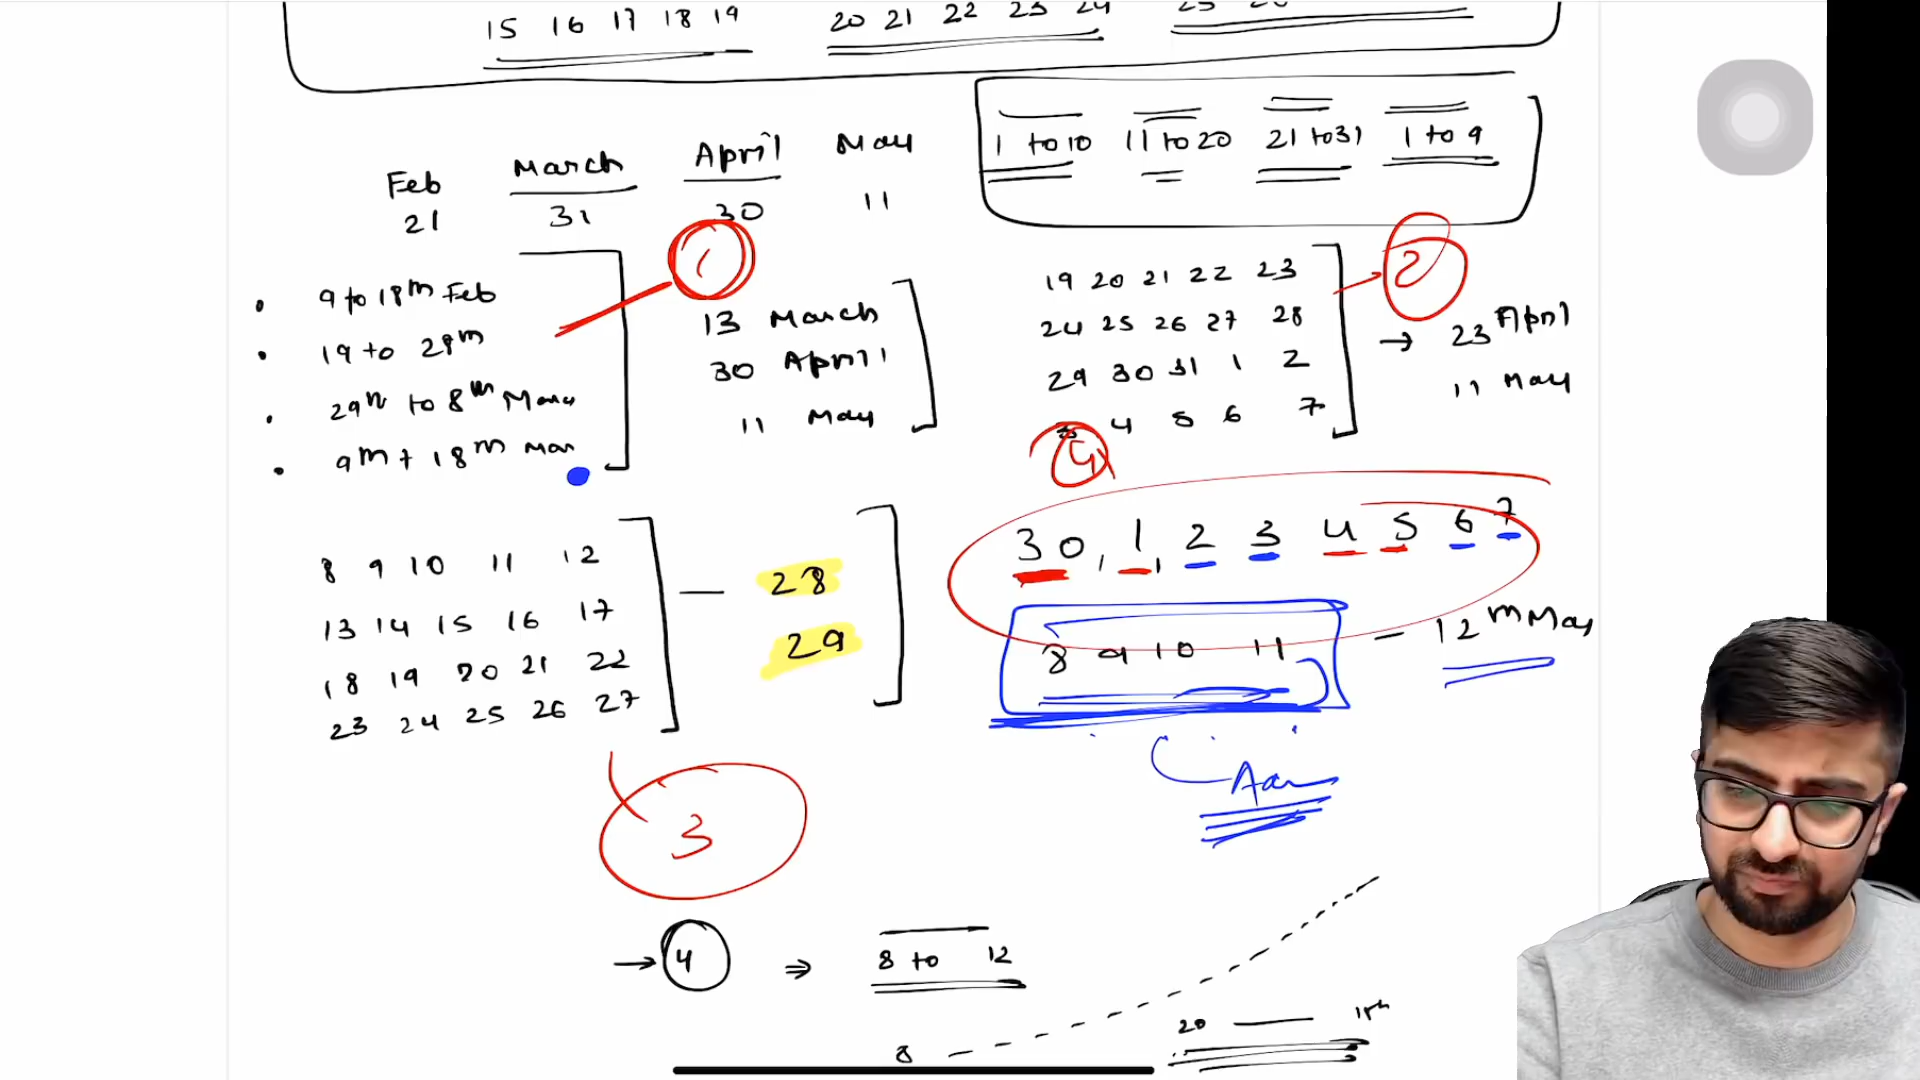 15 16 17 18 19
20 21 22 23 24
1 to 10 11 to 20 21 to 31 1 to 9
Feb March April May
21 31 30 11
1
2
9 to 18th Feb
19 to 28th
29th to 8th
9th + 18th Mar
13 March
30 April
11 May
19 20 21 22 23
24 25 26 27 28
29 30 31 1 2
4 5 6 7
→ 23 April
11 May
4
8 9 10 11 12
13 14 15 16 17
18 19 20 21 22
23 24 25 26 27
— 28
29
30, 1, 2 3 4 5 6 7
8 9 10 11 — 12th May
3
→ 4 ⇒ 8 to 12
8
20 —